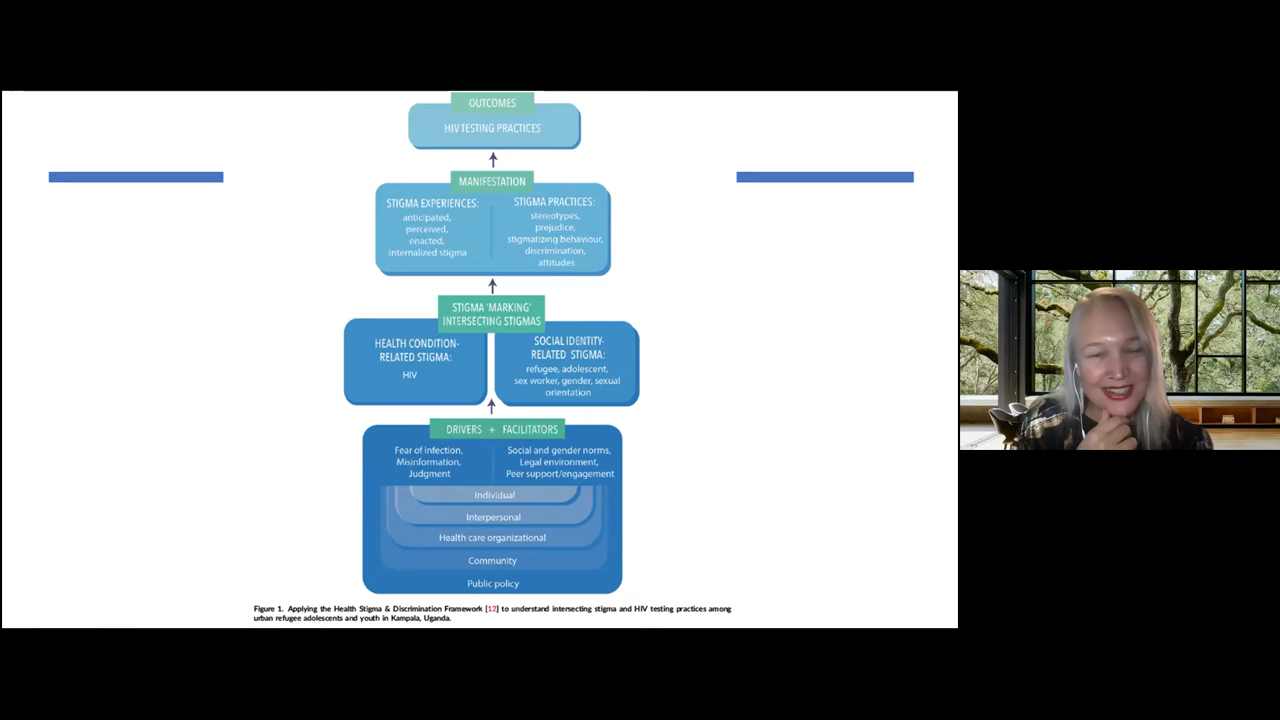 OUTCOMES
HIV TESTING PRACTICES
MANIFESTATION
STIGMA EXPERIENCES:
anticipated,
perceived,
enacted,
internalized stigma
STIGMA PRACTICES:
stereotypes,
prejudice,
stigmatizing behaviour,
discrimination,
attitudes
STIGMA 'MARKING'
INTERSECTING STIGMAS
HEALTH CONDITION-
RELATED STIGMA:
HIV
SOCIAL IDENTITY-
RELATED STIGMA:
refugee, adolescent,
sex worker, gender, sexual
orientation
DRIVERS + FACILITATORS
Fear of infection,
Misinformation,
Judgment
Social and gender norms,
Legal environment,
Peer support/engagement
Individual
Interpersonal
Health care organizational
Community
Public policy
Figure 1. Applying the Health Stigma & Discrimination Framework [12] to understand intersecting stigma and HIV testing practices among
urban refugee adolescents and youth in Kampala, Uganda.